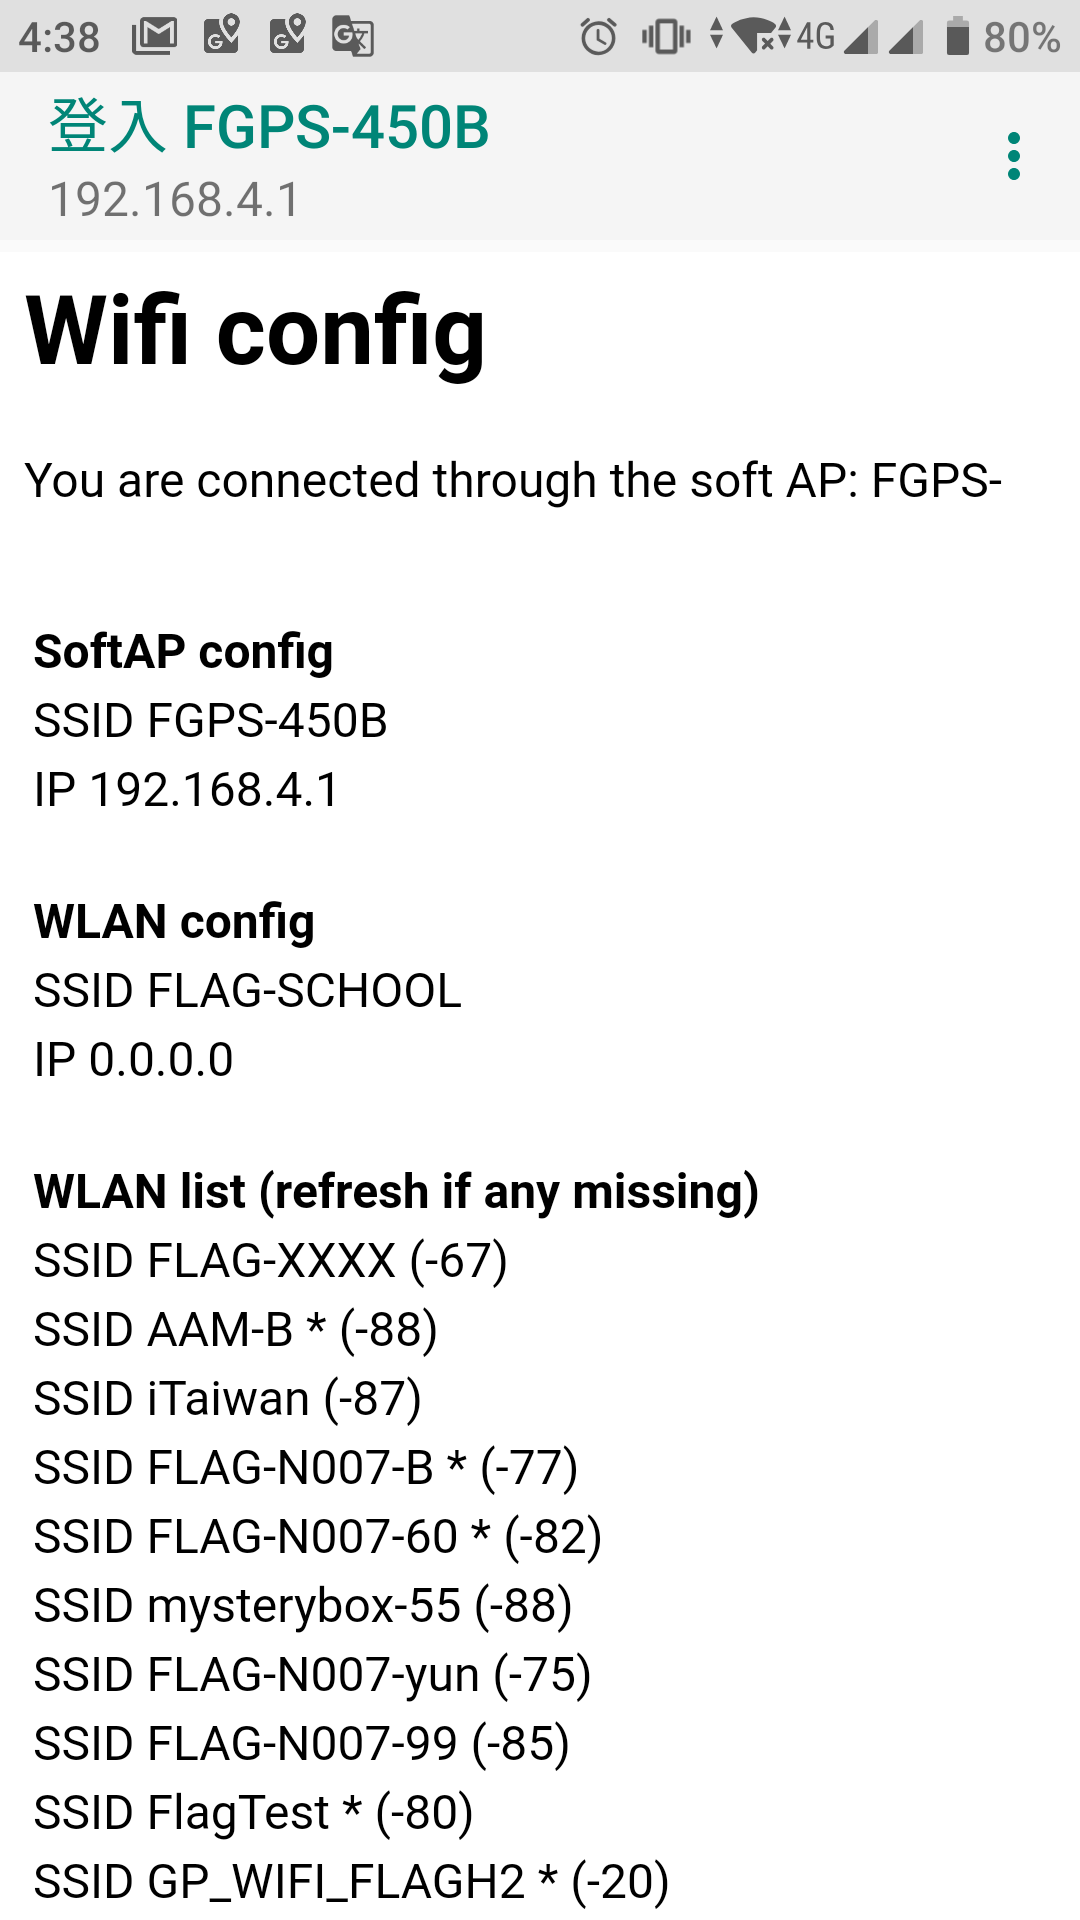 4:38 4G 80%
登入 FGPS-450B
192.168.4.1
Wifi config
You are connected through the soft AP: FGPS-
SoftAP config
SSID FGPS-450B
IP 192.168.4.1
WLAN config
SSID FLAG-SCHOOL
IP 0.0.0.0
WLAN list (refresh if any missing)
SSID FLAG-XXXX (-67)
SSID AAM-B * (-88)
SSID iTaiwan (-87)
SSID FLAG-N007-B * (-77)
SSID FLAG-N007-60 * (-82)
SSID mysterybox-55 (-88)
SSID FLAG-N007-yun (-75)
SSID FLAG-N007-99 (-85)
SSID FlagTest * (-80)
SSID GP_WIFI_FLAGH2 * (-20)